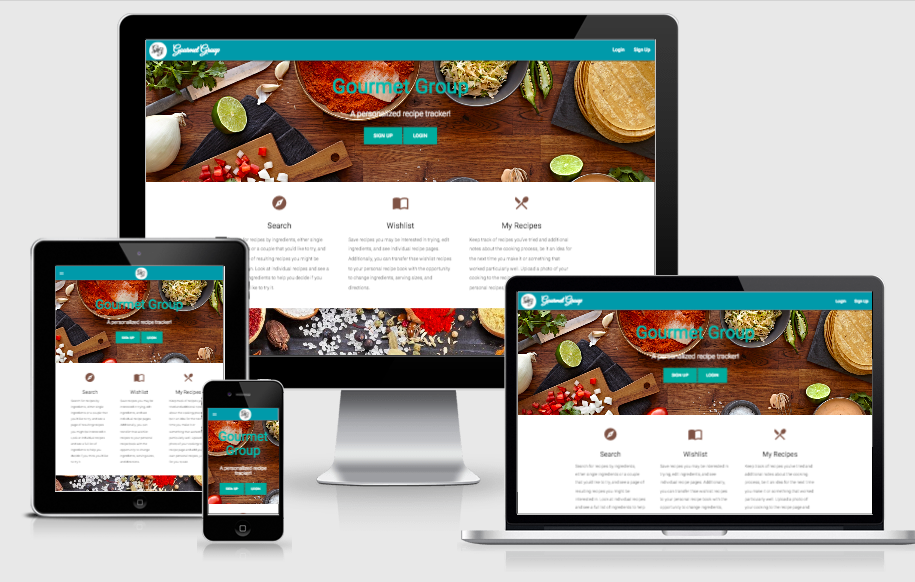 Gourmet Group
Login Sign Up
Gourmet Group
A personalized recipe tracker!
SIGN UP LOGIN
Search
for recipes by ingredients, either single
or a couple that you'd like to try, and
of resulting recipes you might be
in. Look at individual recipes and see a
ingredients to help you decide if you
like to try it.
Wishlist
Save recipes you may be interested in trying, edit
ingredients, and see individual recipe pages.
Additionally, you can transfer these wishlist recipes
to your personal recipe book with the opportunity
to change ingredients, serving sizes, and
directions.
My Recipes
Keep track of recipes you've tried and additional
notes about the cooking process, be it an idea for
the next time you make it or something that
worked particularly well. Upload a photo of your
cooking to the
personal recipes
Gourmet Group
A personalized recipe tracker!
SIGN UP LOGIN
Search
Wishlist
My Recipes
Gourmet
Group
A personalized recipe
tracker!
SIGN UP LOGIN
Gourmet Group
Login Sign Up
Gourmet Group
A personalized recipe tracker!
SIGN UP LOGIN
Search
Search for recipes by ingredients,
either single ingredients or a couple
that you'd like to try, and see a page of
resulting recipes you might be
interested in. Look at individual recipes
and see a full list of ingredients to help
Wishlist
Save recipes you may be interested in
trying, edit ingredients, and see
individual recipe pages. Additionally,
you can transfer these wishlist recipes
to your personal recipe book with the
opportunity to change ingredients,
My Recipes
Keep track of recipes you've tried and
additional notes about the cooking
process, be it an idea for the next time
you make it or something that worked
particularly well. Upload a photo of
your cooking to the recipe page and